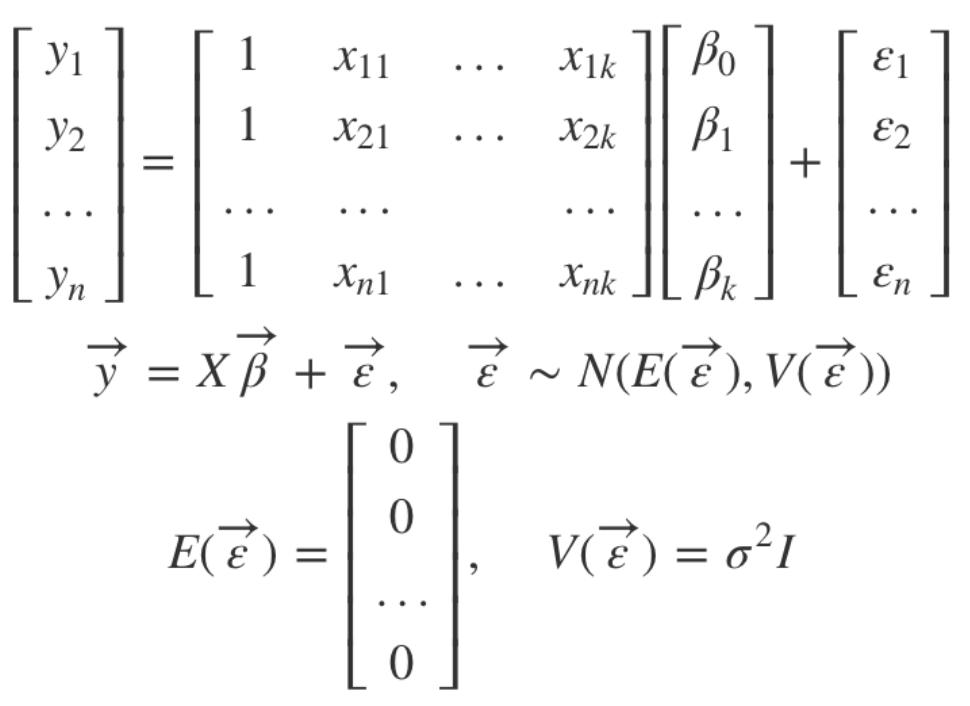 [y₁ y₂ … yₙ] = [1 x₁₁ … x₁ₖ; 1 x₂₁ … x₂ₖ; … … …; 1 xₙ₁ … xₙₖ] [β₀ β₁ … βₖ] + [ε₁ ε₂ … εₙ]
y⃗ = Xβ⃗ + ε⃗, ε⃗ ~ N(E(ε⃗), V(ε⃗))
E(ε⃗) = [0 0 … 0], V(ε⃗) = σ²I